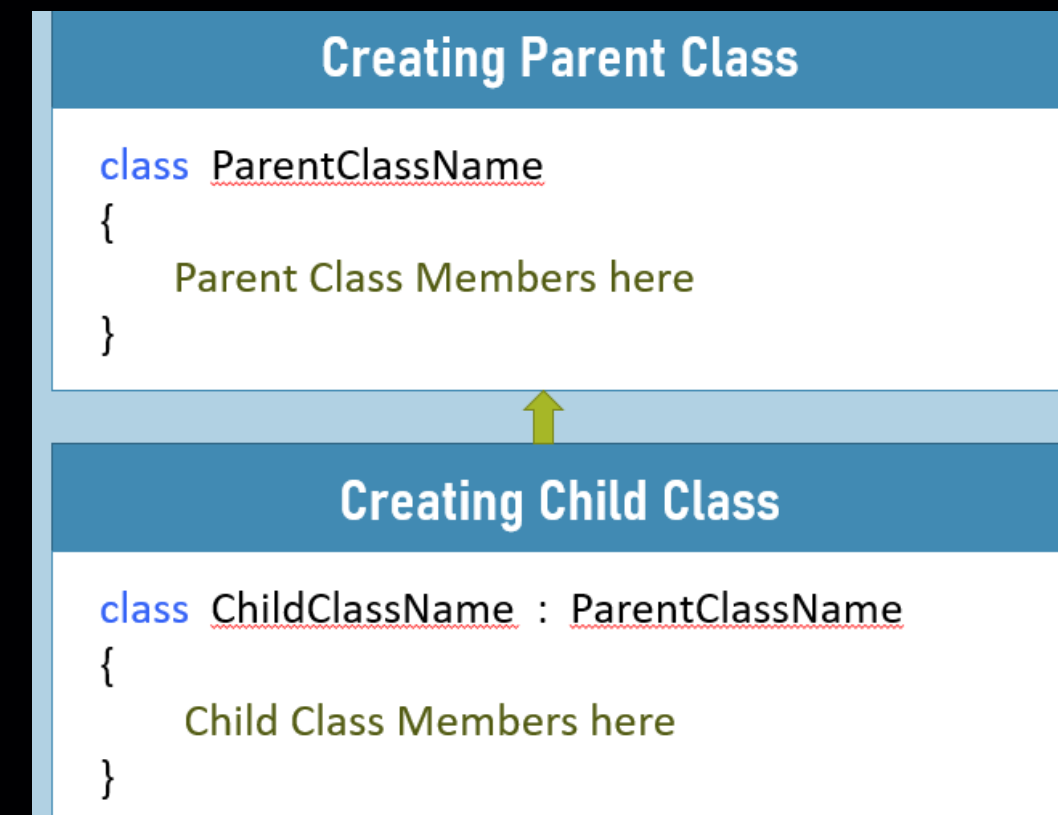 Creating Parent Class
class ParentClassName
{
Parent Class Members here
}
Creating Child Class
class ChildClassName : ParentClassName
{
Child Class Members here
}